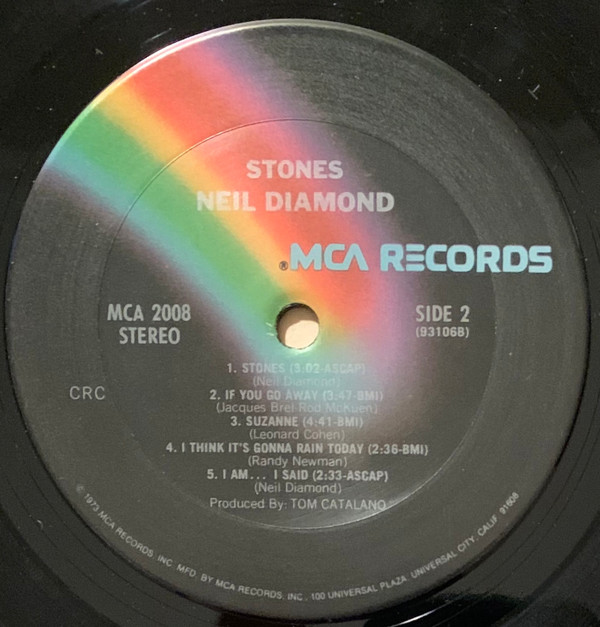 STONES
NEIL DIAMOND
®MCA RECORDS
MCA 2008
STEREO
SIDE 2
(93106B)
CRC
1. STONES (3:02-ASCAP)
(Neil Diamond)
2. IF YOU GO AWAY (3:47-BMI)
(Jacques Brel-Rod McKuen)
3. SUZANNE (4:41-BMI)
(Leonard Cohen)
4. I THINK IT'S GONNA RAIN TODAY (2:36-BMI)
(Randy Newman)
5. I AM... I SAID (2:33-ASCAP)
(Neil Diamond)
Produced By: TOM CATALANO
© 1973 MCA RECORDS, INC. MFD. BY MCA RECORDS, INC., 100 UNIVERSAL PLAZA, UNIVERSAL CITY, CALIF. 91608